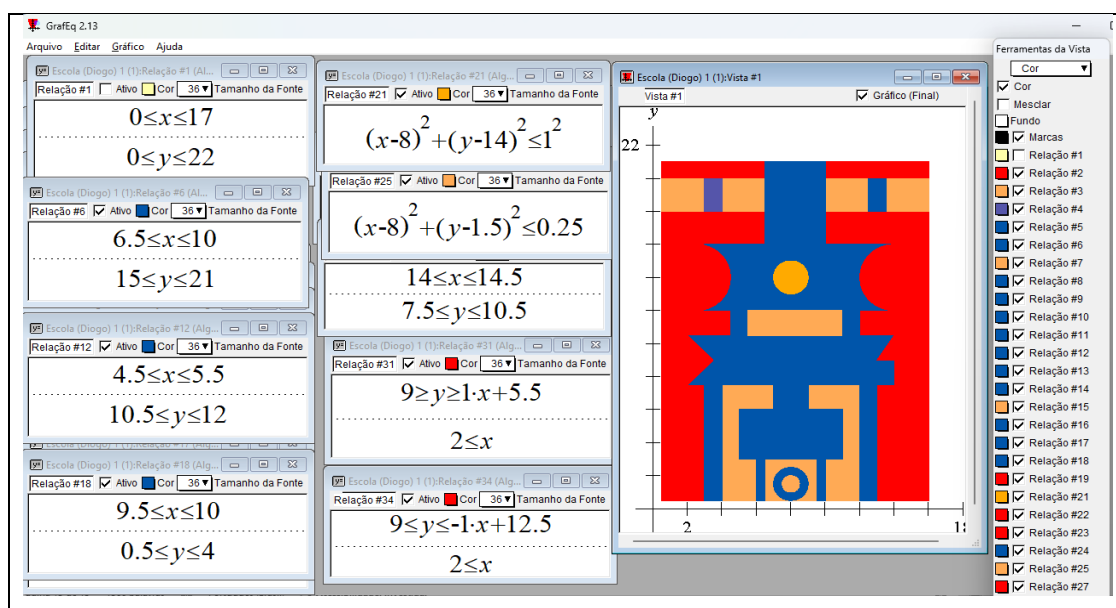 GrafEq 2.13
Arquivo Editar Gráfico Ajuda
Escola (Diogo) 1 (1):Relação #1 (Al...
Relação #1 Ativo Cor 36 Tamanho da Fonte
0≤x≤17
0≤y≤22
Relação #6 (Al...
Relação #6 Ativo Cor 36 Tamanho da Fonte
6.5≤x≤10
15≤y≤21
Escola (Diogo) 1 (1):Relação #12 (Alg...
Relação #12 Ativo Cor 36 Tamanho da Fonte
4.5≤x≤5.5
10.5≤y≤12
Escola (Diogo) 1 (1):Relação #18 (Alg...
Relação #18 Ativo Cor 36 Tamanho da Fonte
9.5≤x≤10
0.5≤y≤4
Escola (Diogo) 1 (1):Relação #21 (Alg...
Relação #21 Ativo Cor 36 Tamanho da Fonte
(x-8)²+(y-14)²≤1²
Relação #25 Ativo Cor 36 Tamanho da Fonte
(x-8)²+(y-1.5)²≤0.25
14≤x≤14.5
7.5≤y≤10.5
Escola (Diogo) 1 (1):Relação #31 (Alg...
Relação #31 Ativo Cor 36 Tamanho da Fonte
9≥y≥1·x+5.5
2≤x
Escola (Diogo) 1 (1):Relação #34 (Alg...
Relação #34 Ativo Cor 36 Tamanho da Fonte
9≤y≤-1·x+12.5
2≤x
Escola (Diogo) 1 (1):Vista #1
Vista #1 Gráfico (Final)
y
22
2
Ferramentas da Vista
Cor
Cor
Mesclar
Fundo
Marcas
Relação #1
Relação #2
Relação #3
Relação #4
Relação #5
Relação #6
Relação #7
Relação #8
Relação #9
Relação #10
Relação #11
Relação #12
Relação #13
Relação #14
Relação #15
Relação #16
Relação #17
Relação #18
Relação #19
Relação #21
Relação #22
Relação #23
Relação #24
Relação #25
Relação #27